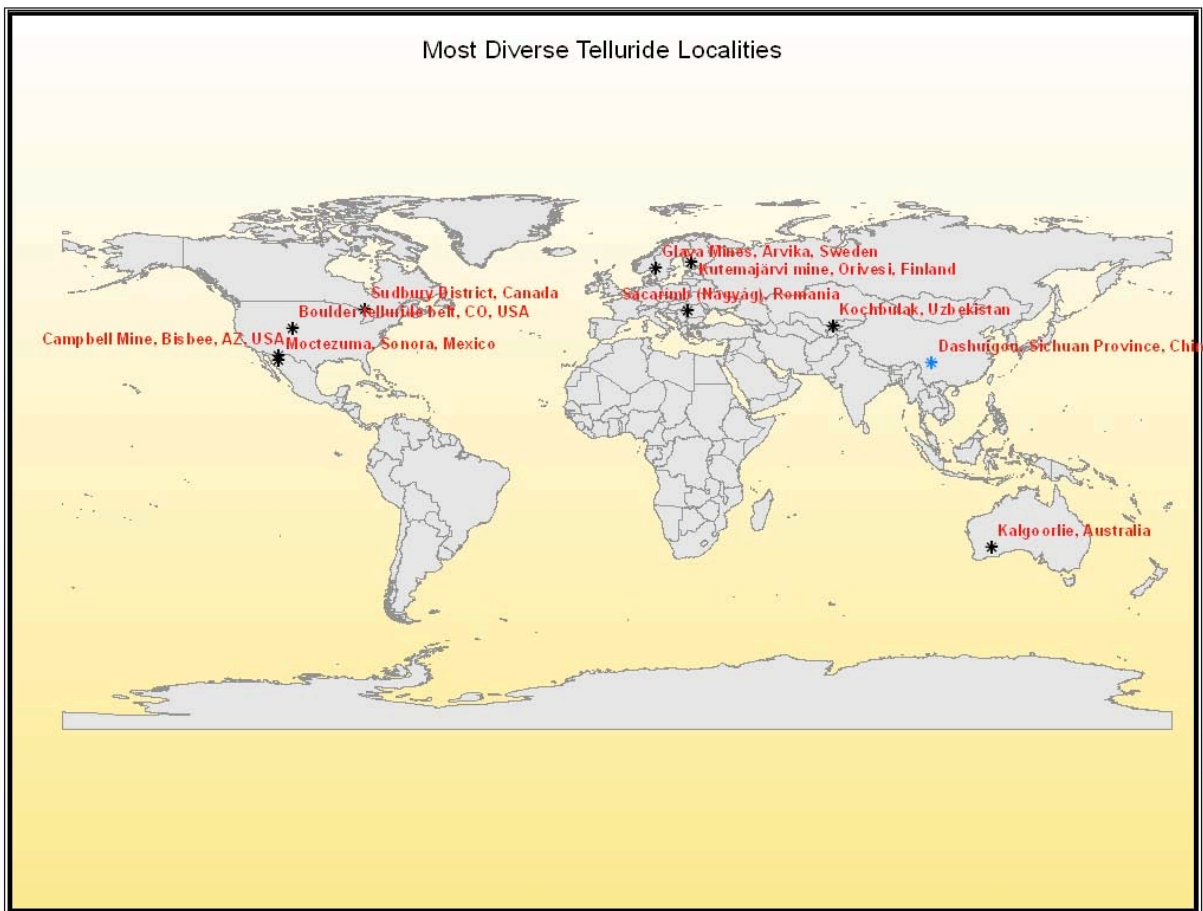 Most Diverse Telluride Localities
Glava Mines, Arvika, Sweden
Kutemajärvi mine, Orivesi, Finland
Sudbury District, Canada
Sacarimb (Nagyág), Romania
Boulder Telluride belt, CO, USA
Kochbulak, Uzbekistan
Campbell Mine, Bisbee, AZ, USA
Moctezuma, Sonora, Mexico
Dashuigou, Sichuan Province, Chin
Kalgoorlie, Australia